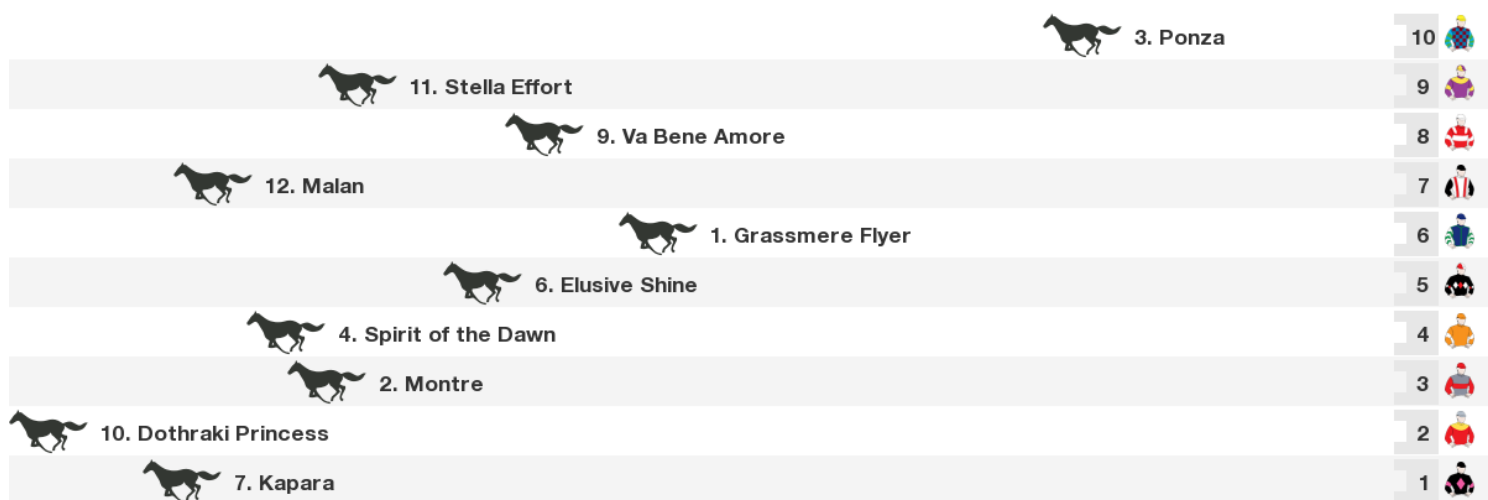 3. Ponza 10
11. Stella Effort 9
9. Va Bene Amore 8
12. Malan 7
1. Grassmere Flyer 6
6. Elusive Shine 5
4. Spirit of the Dawn 4
2. Montre 3
10. Dothraki Princess 2
7. Kapara 1